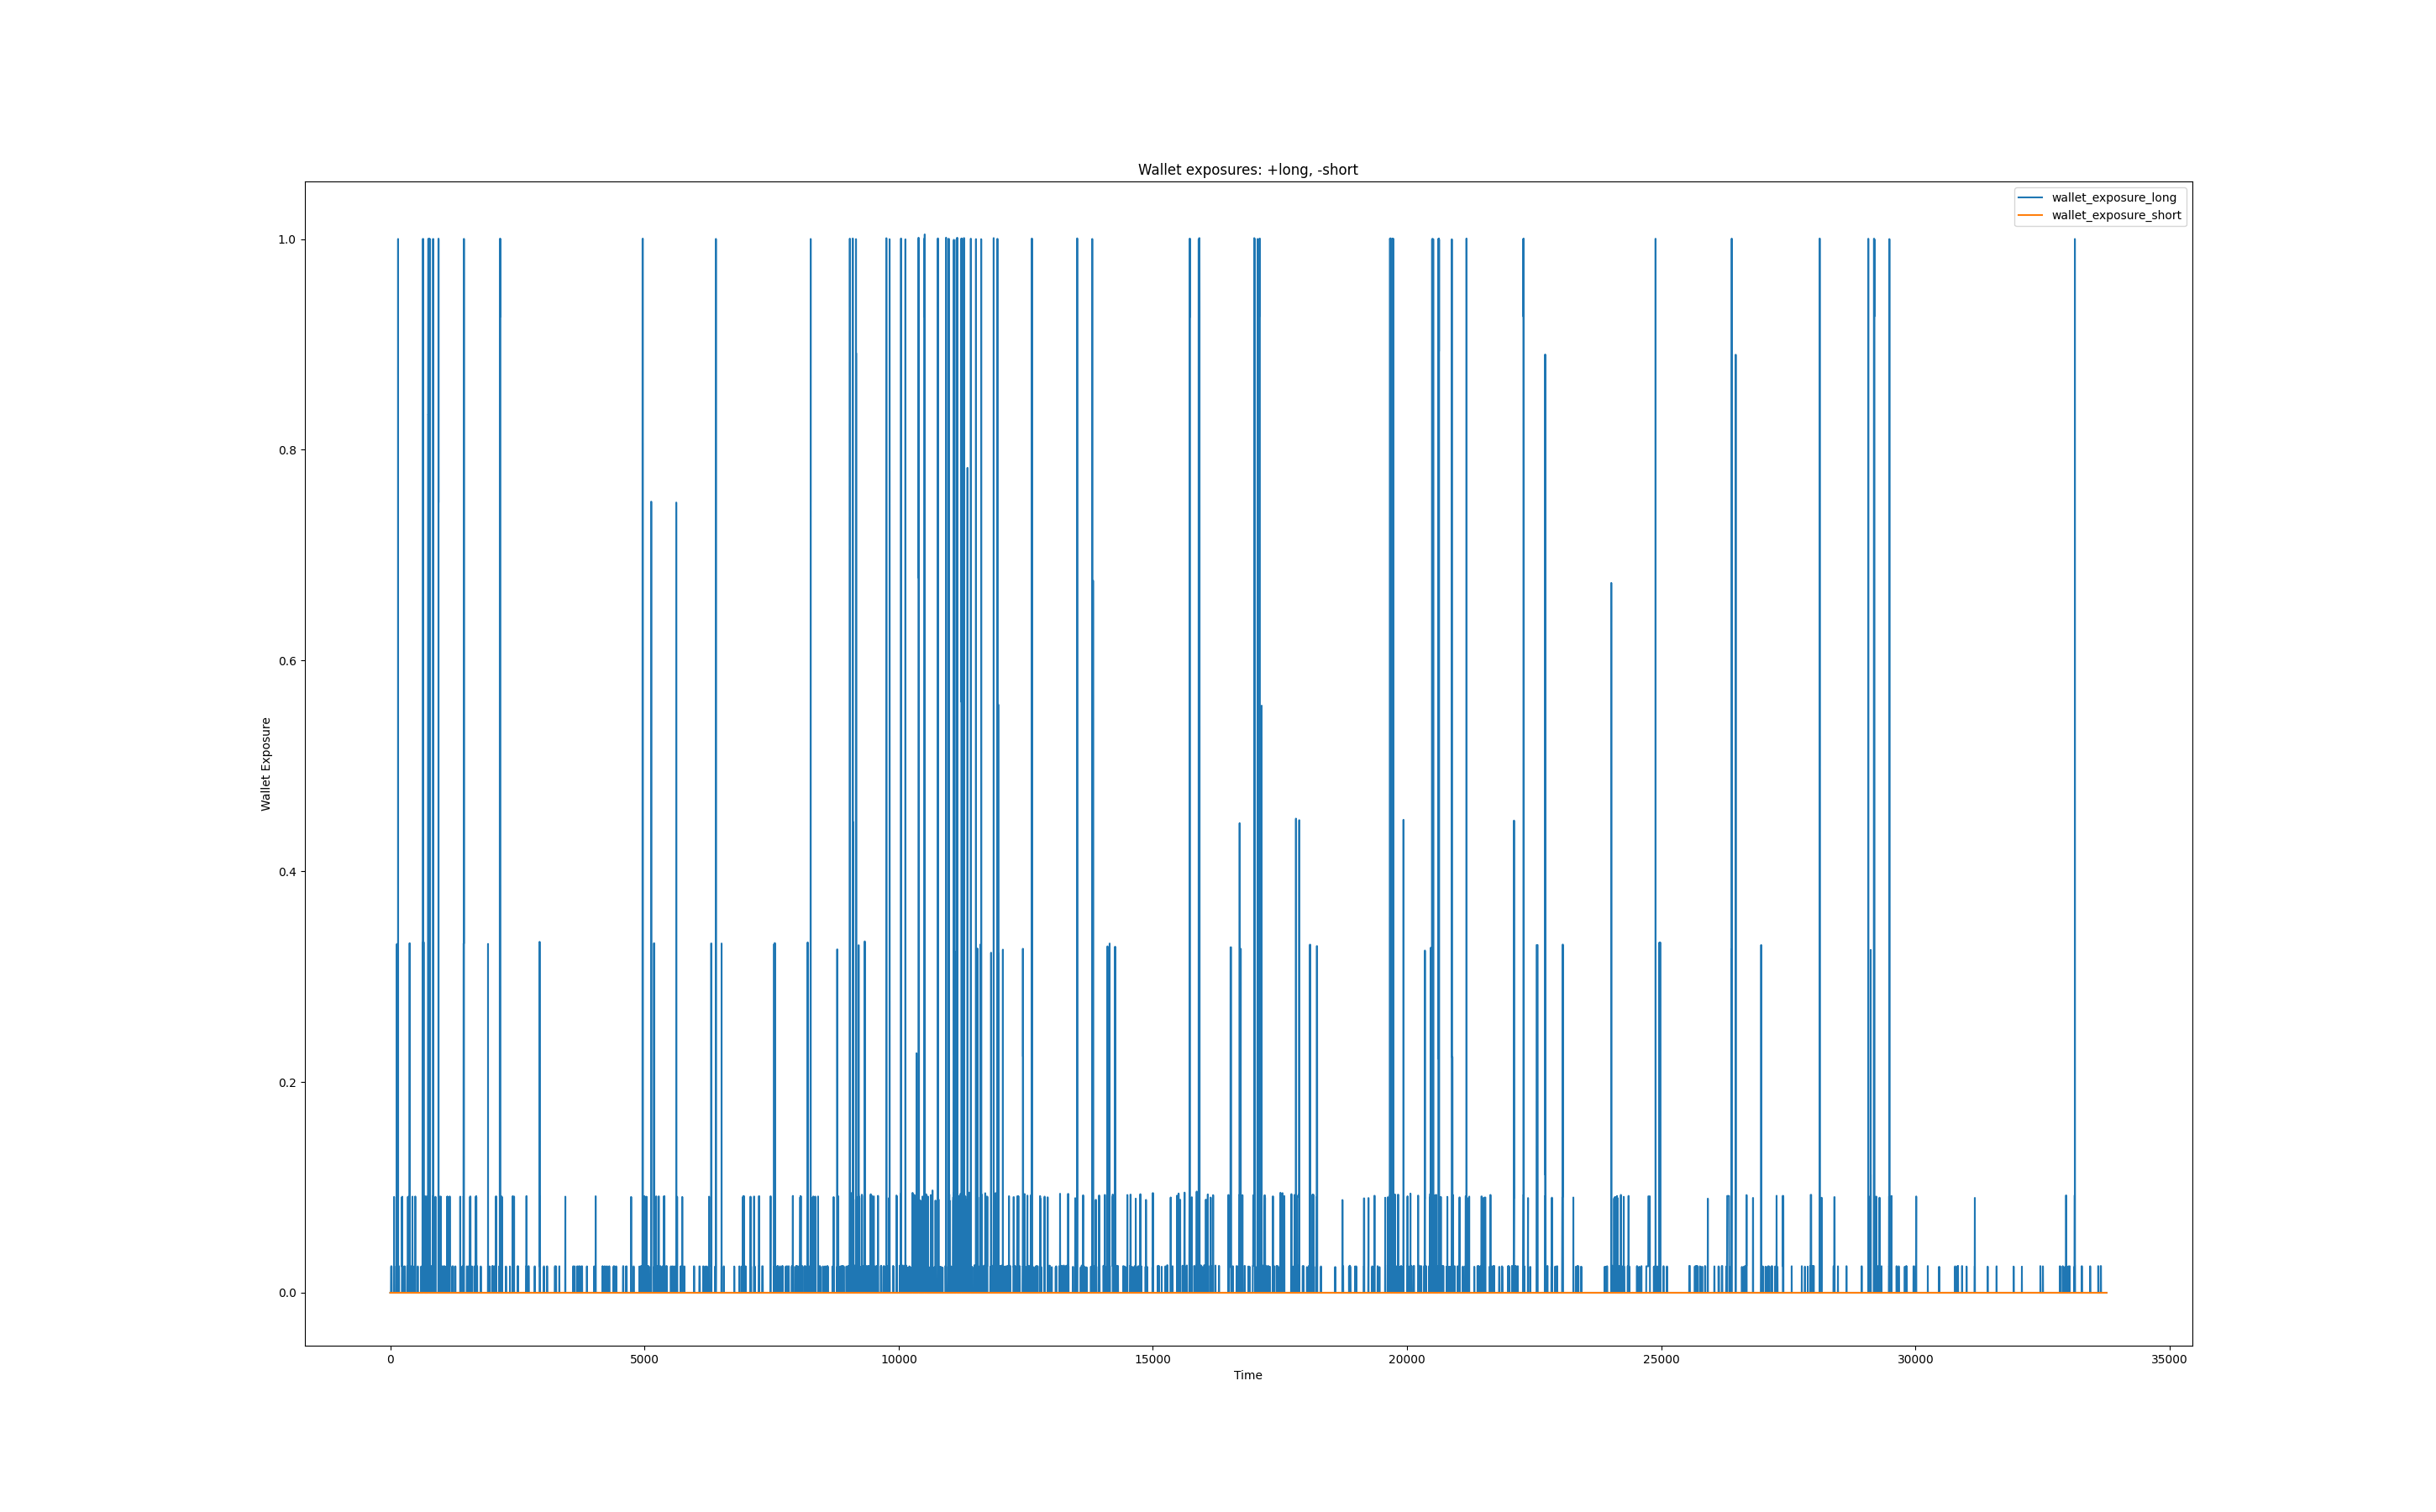 Wallet exposures: +long, -short
wallet_exposure_long
wallet_exposure_short
1.0
0.8
0.6
0.4
0.2
0.0
Wallet Exposure
0 5000 10000 15000 20000 25000 30000 35000
Time